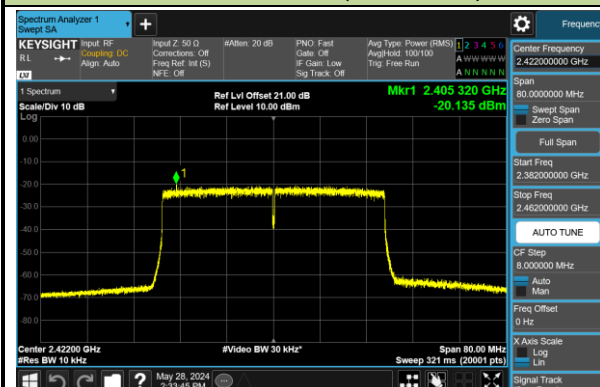 Spectrum Analyzer 1
Swept SA
+
Frequency
KEYSIGHT
RL
LXI
Input: RF
Coupling: DC
Align: Auto
Input Z: 50 Ω
Corrections: Off
Freq Ref: Int (S)
NFE: Off
#Atten: 20 dB
PNO: Fast
Gate: Off
IF Gain: Low
Sig Track: Off
Avg Type: Power (RMS)
Avg|Hold: 100/100
Trig: Free Run
1 2 3 4 5 6
A W W W W W
A N N N N N
1 Spectrum
Scale/Div 10 dB
Log
Ref Lvl Offset 21.00 dB
Ref Level 10.00 dBm
Mkr1 2.405 320 GHz
-20.135 dBm
0.00
-10.0
-20.0
-30.0
-40.0
-50.0
-60.0
-70.0
-80.0
1
Center 2.42200 GHz
#Res BW 10 kHz
#Video BW 30 kHz*
Span 80.00 MHz
Sweep 321 ms (20001 pts)
Center Frequency
2.422000000 GHz
Span
80.0000000 MHz
Swept Span
Zero Span
Full Span
Start Freq
2.382000000 GHz
Stop Freq
2.462000000 GHz
AUTO TUNE
CF Step
8.000000 MHz
Auto
Man
Freq Offset
0 Hz
X Axis Scale
Log
Lin
Signal Track
?
May 28, 2024
2:33:45 PM